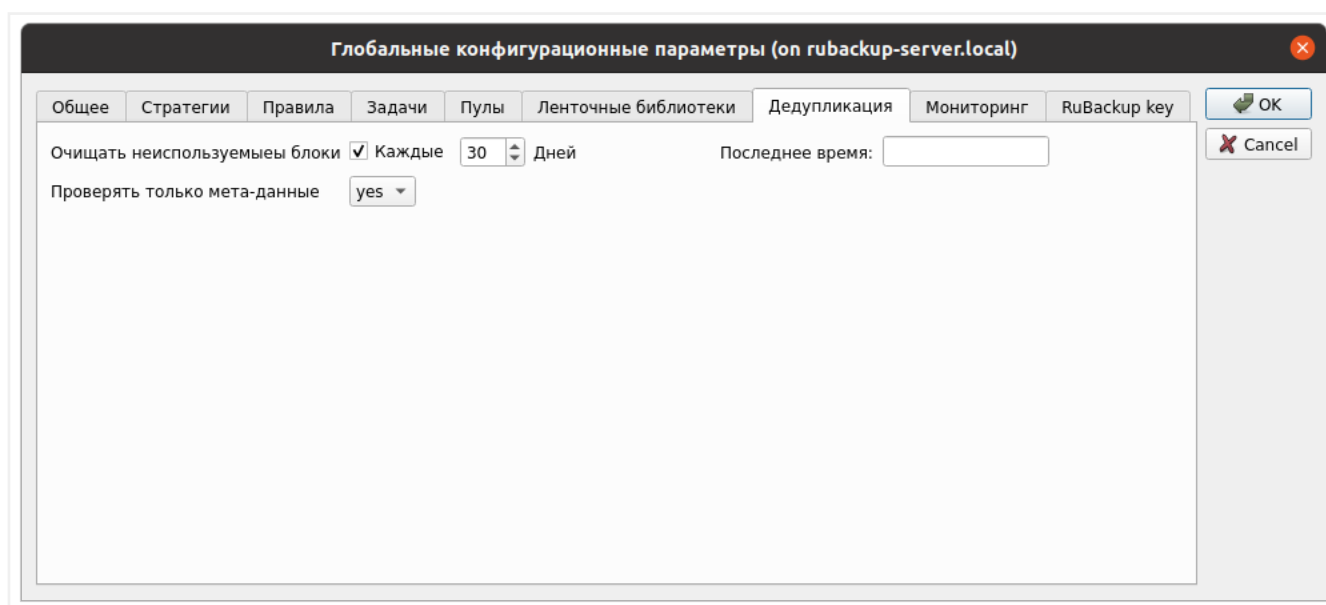 Глобальные конфигурационные параметры (on rubackup-server.local)
Общее Стратегии Правила Задачи Пулы Ленточные библиотеки Дедупликация Мониторинг RuBackup key OK
Очищать неиспользуемыеы блоки Каждые 30 Дней Последнее время: Cancel
Проверять только мета-данные yes